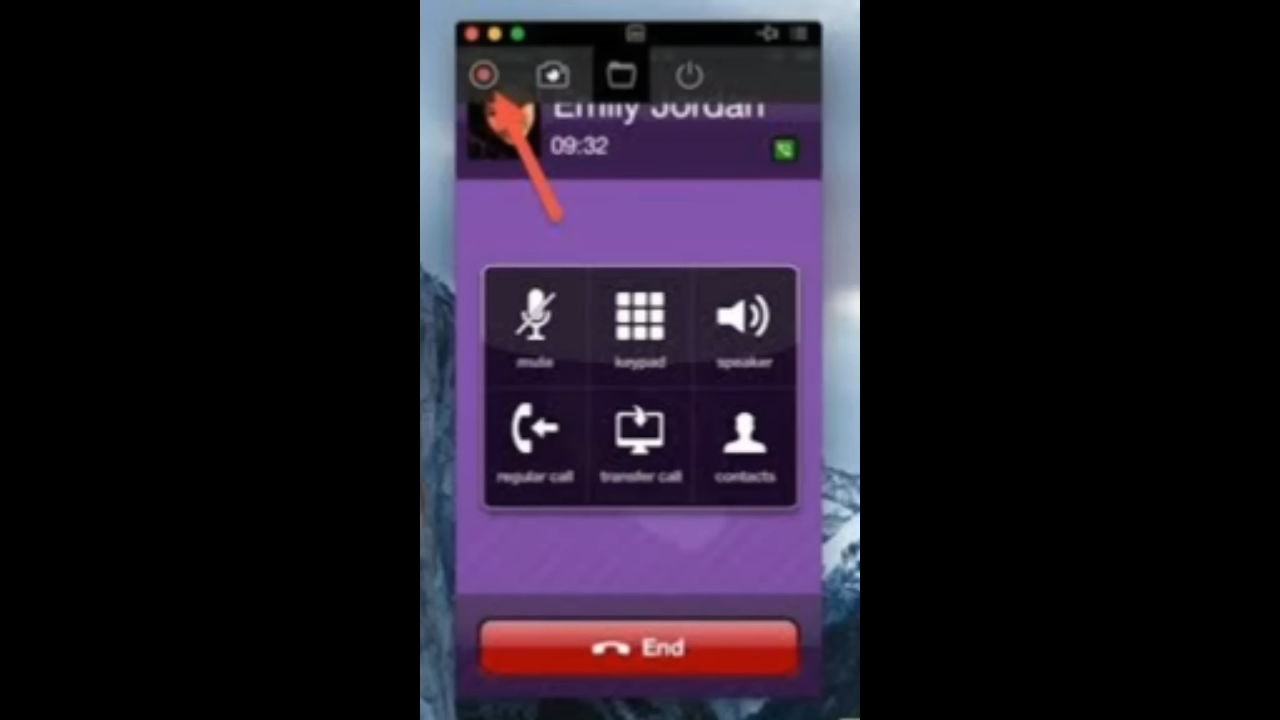 Emily Jordan
09:32
mute keypad speaker
regular call transfer call contacts
End